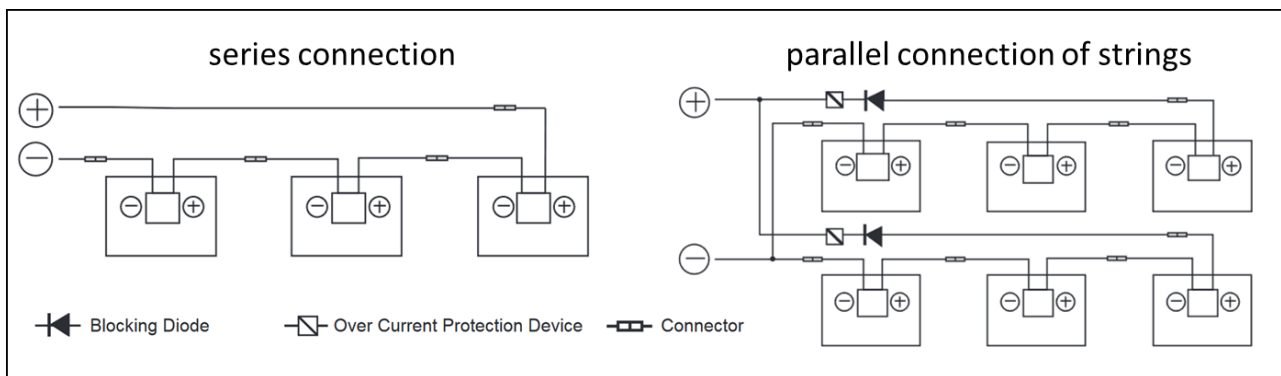 series connection
parallel connection of strings
+
−
− +
− +
− +
+
−
− +
− +
− +
− +
− +
− +
Blocking Diode
Over Current Protection Device
Connector